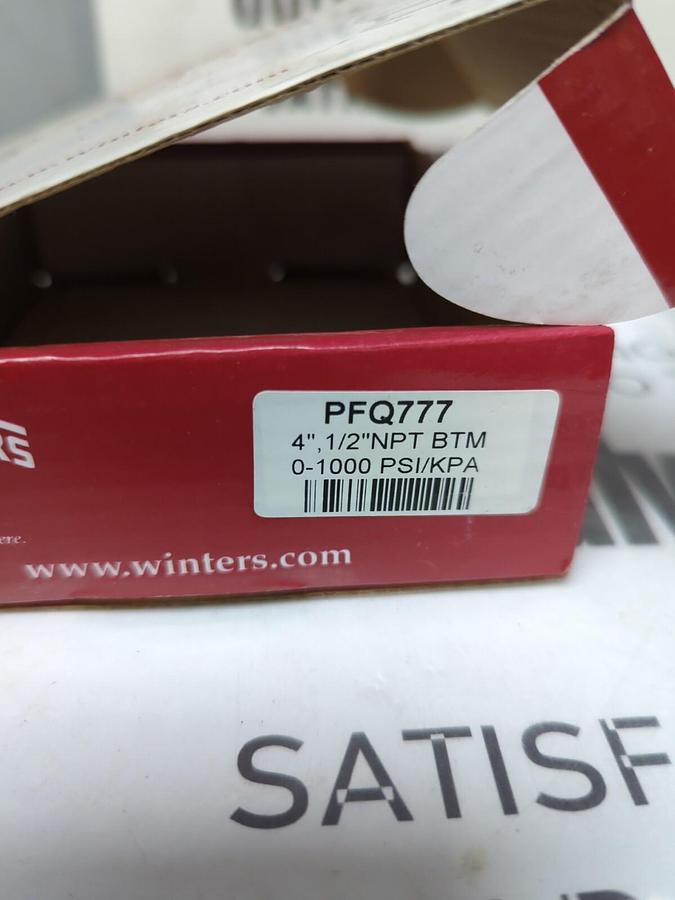 PFQ777
4",1/2"NPT BTM
0-1000 PSI/KPA
www.winters.com
SATISF